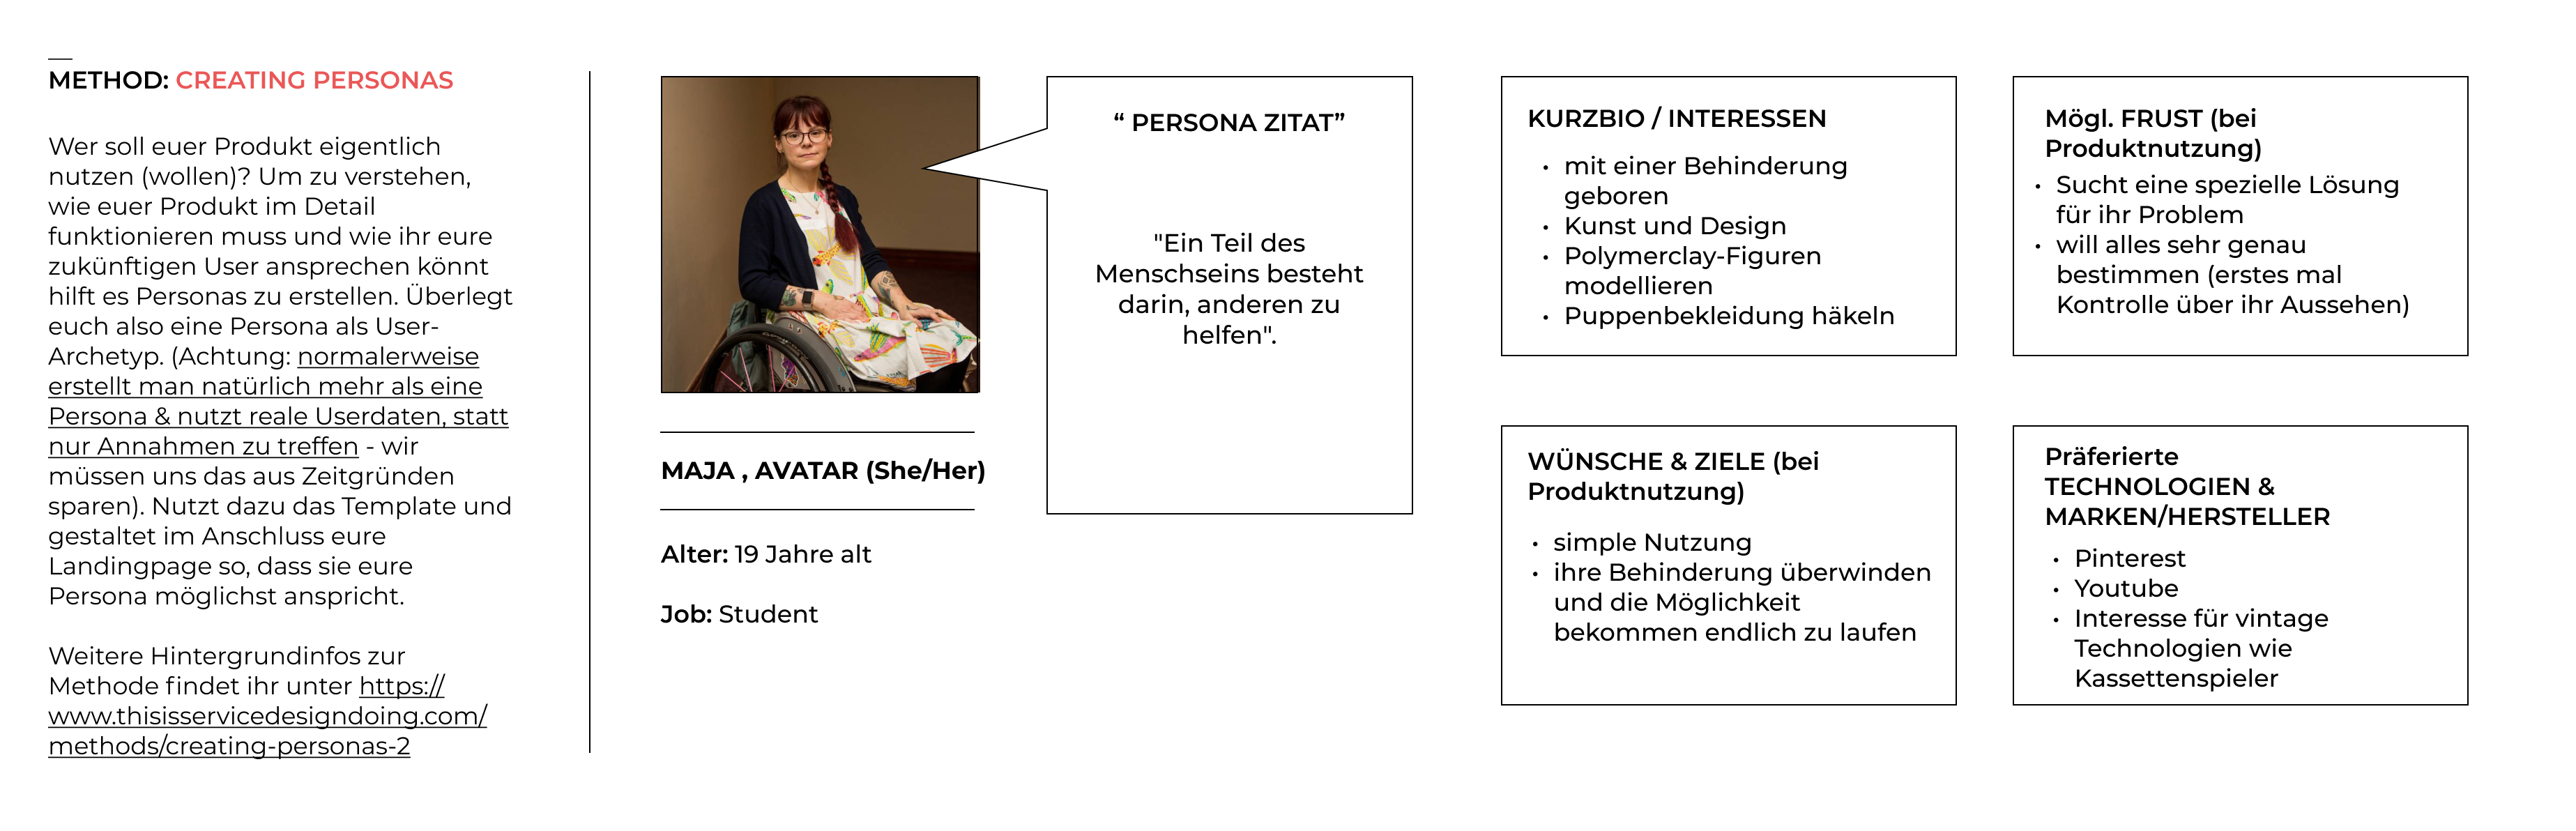 METHOD: CREATING PERSONAS
Wer soll euer Produkt eigentlich
nutzen (wollen)? Um zu verstehen,
wie euer Produkt im Detail
funktionieren muss und wie ihr eure
zukünftigen User ansprechen könnt
hilft es Personas zu erstellen. Überlegt
euch also eine Persona als User-
Archetyp. (Achtung: normalerweise
erstellt man natürlich mehr als eine
Persona & nutzt reale Userdaten, statt
nur Annahmen zu treffen - wir
müssen uns das aus Zeitgründen
sparen). Nutzt dazu das Template und
gestaltet im Anschluss eure
Landingpage so, dass sie eure
Persona möglichst anspricht.
Weitere Hintergrundinfos zur
Methode findet ihr unter https://
www.thisisservicedesigndoing.com/
methods/creating-personas-2
MAJA , AVATAR (She/Her)
Alter: 19 Jahre alt
Job: Student
“ PERSONA ZITAT”
"Ein Teil des
Menschseins besteht
darin, anderen zu
helfen".
KURZBIO / INTERESSEN
• mit einer Behinderung
geboren
• Kunst und Design
• Polymerclay-Figuren
modellieren
• Puppenbekleidung häkeln
Mögl. FRUST (bei
Produktnutzung)
• Sucht eine spezielle Lösung
für ihr Problem
• will alles sehr genau
bestimmen (erstes mal
Kontrolle über ihr Aussehen)
WÜNSCHE & ZIELE (bei
Produktnutzung)
• simple Nutzung
• ihre Behinderung überwinden
und die Möglichkeit
bekommen endlich zu laufen
Präferierte
TECHNOLOGIEN &
MARKEN/HERSTELLER
• Pinterest
• Youtube
• Interesse für vintage
Technologien wie
Kassettenspieler